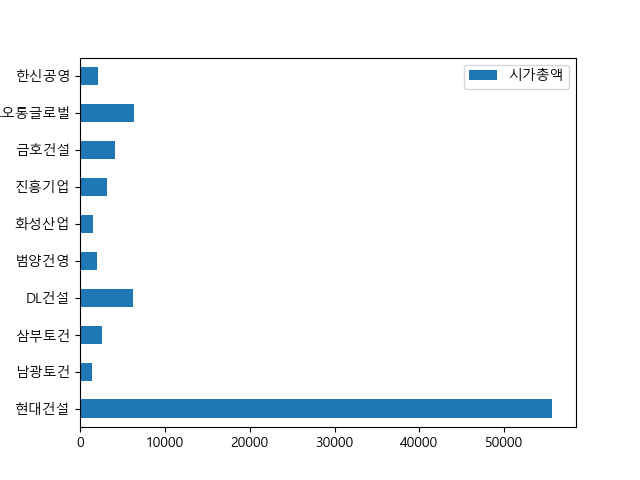 시가총액
한신공영
오롱글로벌
금호건설
진흥기업
화성산업
범양건영
DL건설
삼부토건
남광토건
현대건설
0 10000 20000 30000 40000 50000